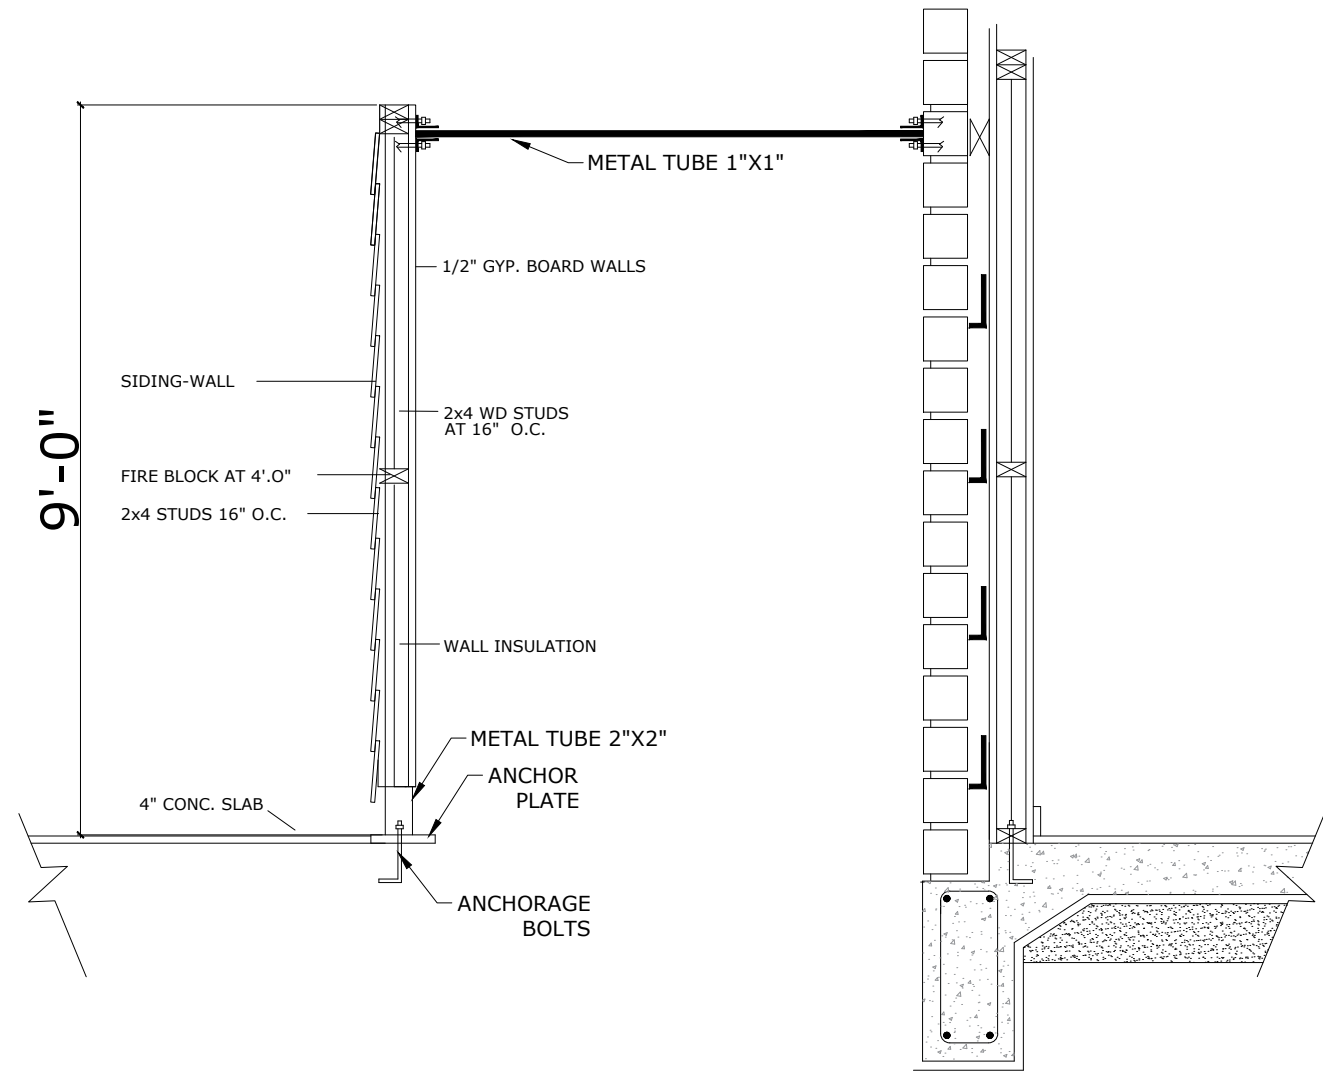 METAL TUBE 1"X1"
1/2" GYP. BOARD WALLS
SIDING-WALL
2x4 WD STUDS
AT 16" O.C.
9'-0"
FIRE BLOCK AT 4'.O"
2x4 STUDS 16" O.C.
WALL INSULATION
METAL TUBE 2"X2"
ANCHOR
PLATE
4" CONC. SLAB
ANCHORAGE
BOLTS